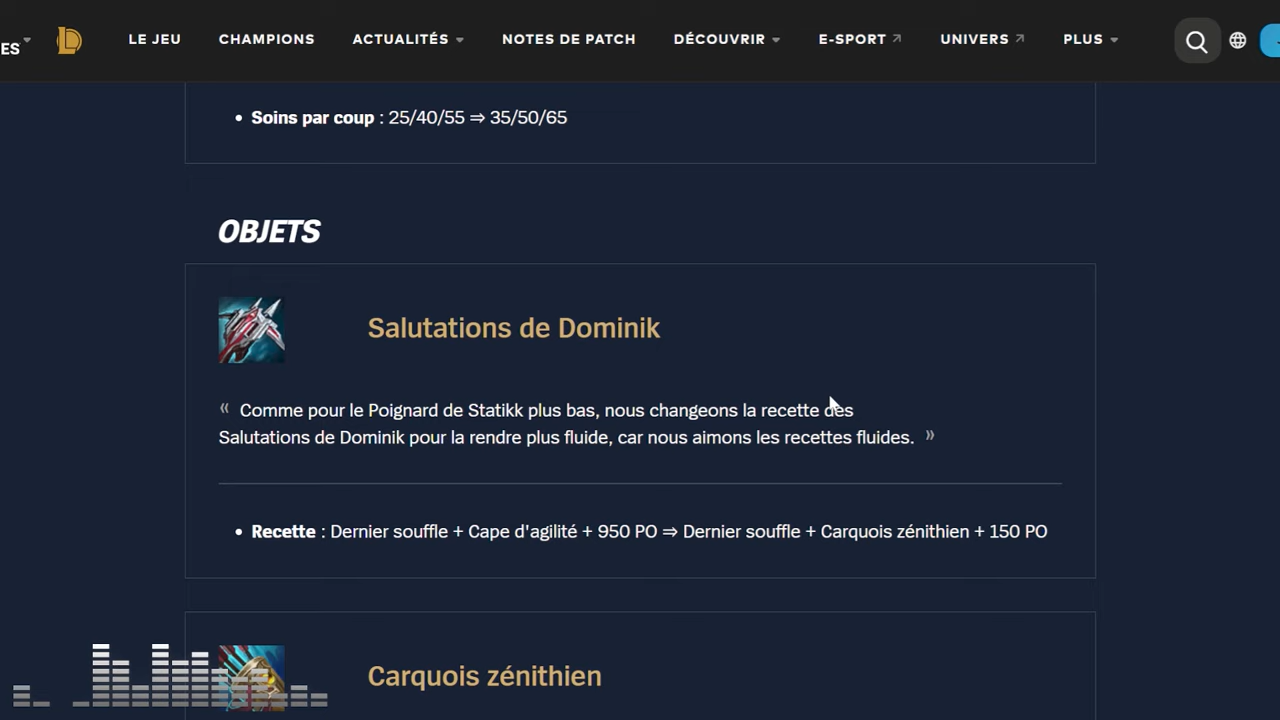 ES
LE JEU CHAMPIONS ACTUALITÉS NOTES DE PATCH DÉCOUVRIR E-SPORT UNIVERS PLUS
• Soins par coup : 25/40/55 ⇒ 35/50/65
OBJETS
Salutations de Dominik
« Comme pour le Poignard de Statikk plus bas, nous changeons la recette des
Salutations de Dominik pour la rendre plus fluide, car nous aimons les recettes fluides. »
• Recette : Dernier souffle + Cape d'agilité + 950 PO ⇒ Dernier souffle + Carquois zénithien + 150 PO
Carquois zénithien